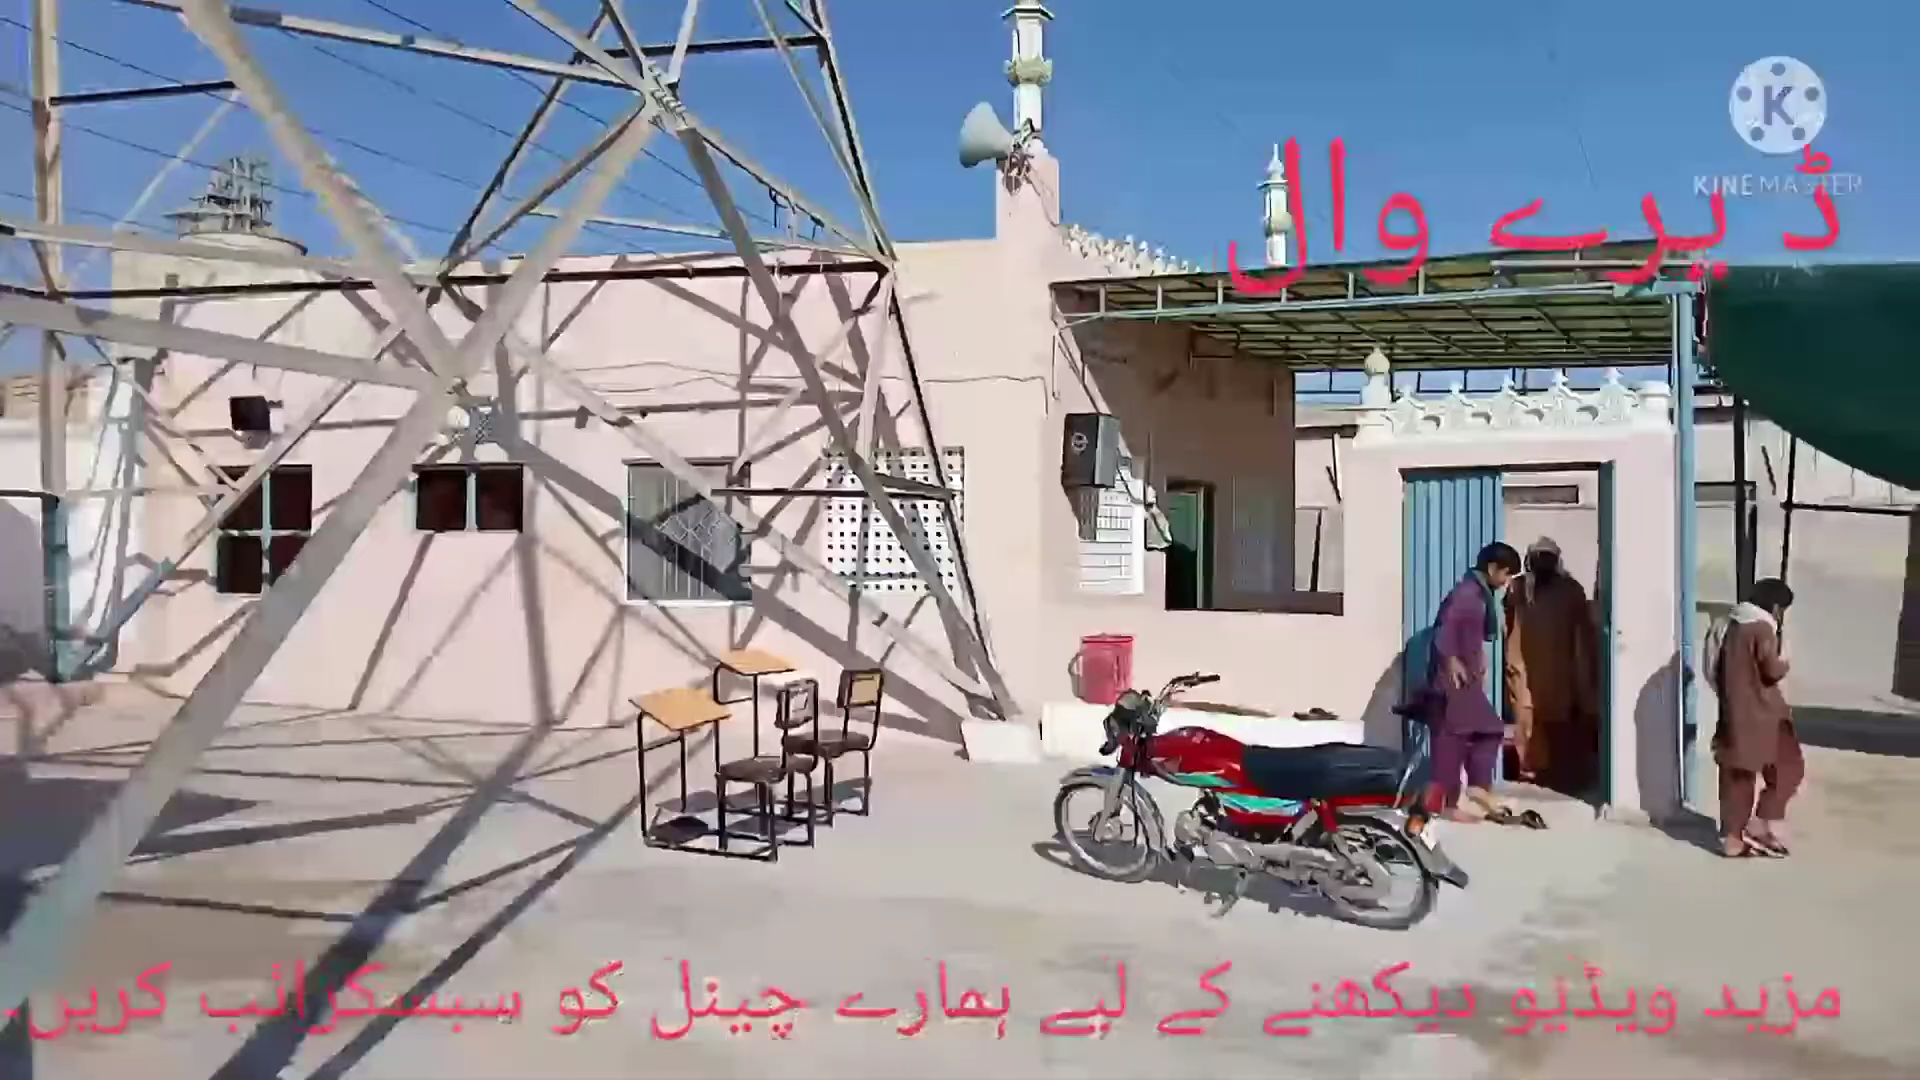 K
KINEMASTER
ڈیرے وال
مزید ویڈیو دیکھنے کے لیے ہمارے چینل کو سبسکرائب کریں۔